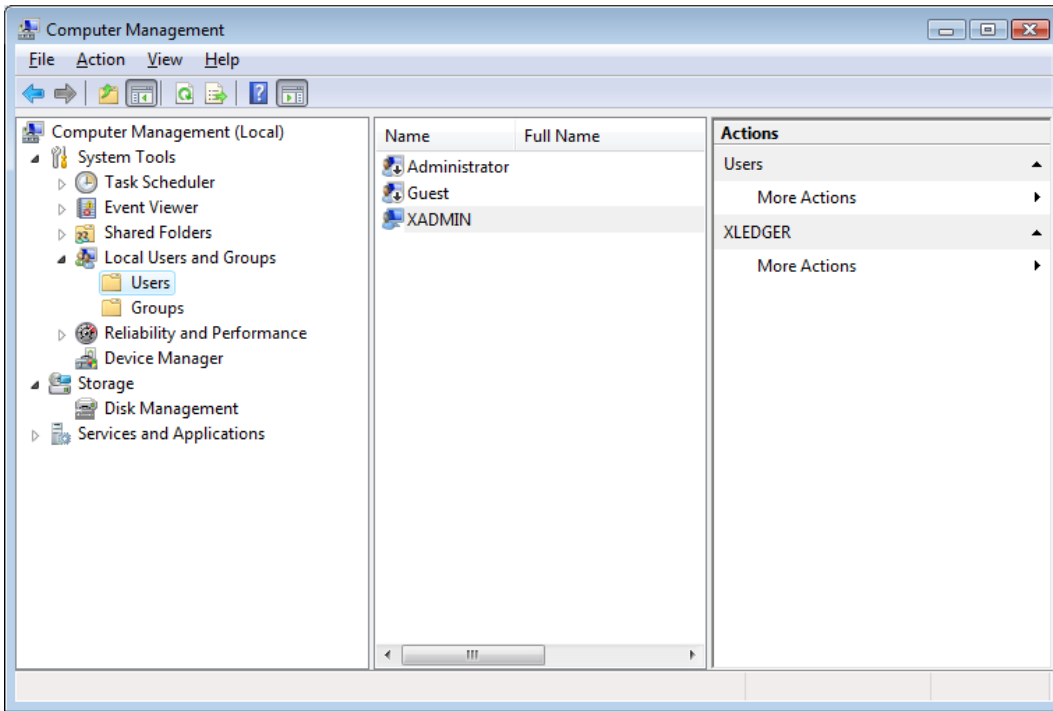 Computer Management
File Action View Help
Computer Management (Local)
System Tools
Task Scheduler
Event Viewer
Shared Folders
Local Users and Groups
Users
Groups
Reliability and Performance
Device Manager
Storage
Disk Management
Services and Applications
Name Full Name
Administrator
Guest
XADMIN
Actions
Users
More Actions
XLEDGER
More Actions